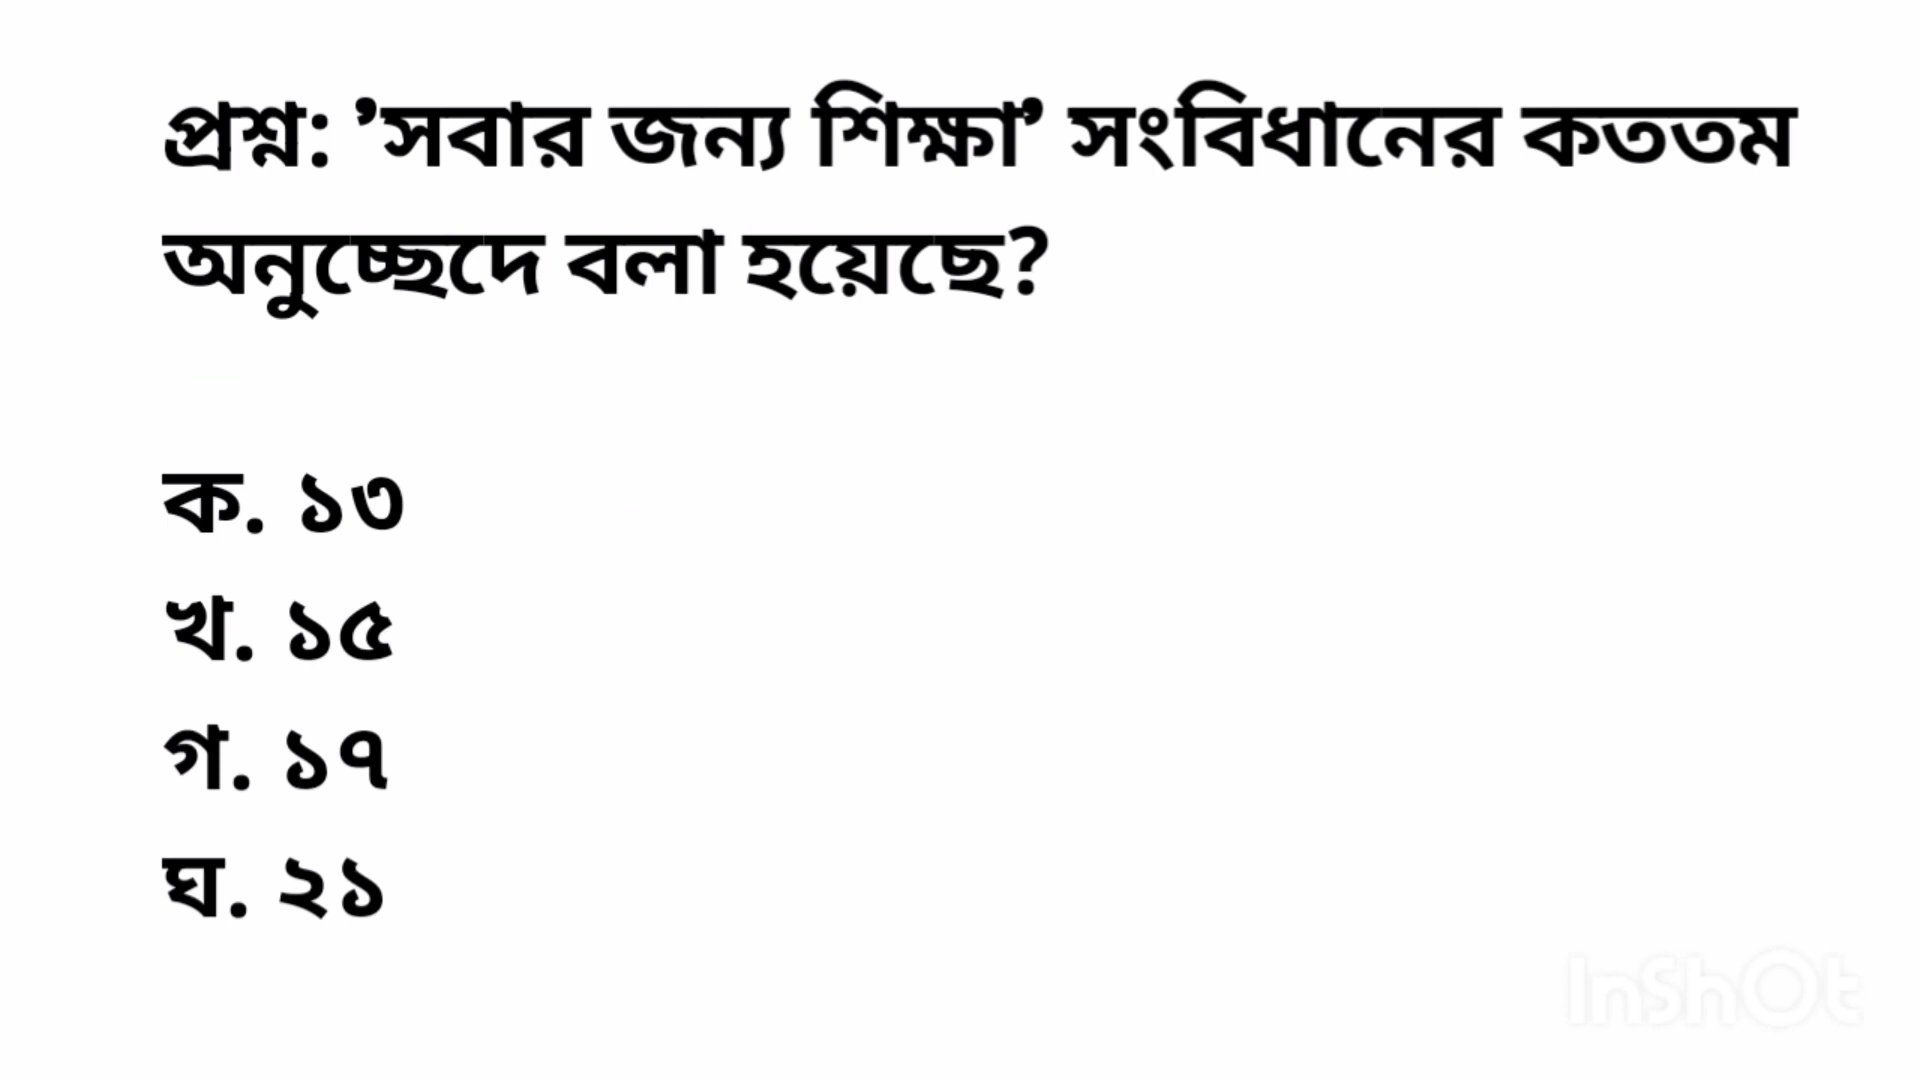 প্রশ্ন: ’সবার জন্য শিক্ষা’ সংবিধানের কততম
অনুচ্ছেদে বলা হয়েছে?
ক. ১৩
খ. ১৫
গ. ১৭
ঘ. ২১
InShOt